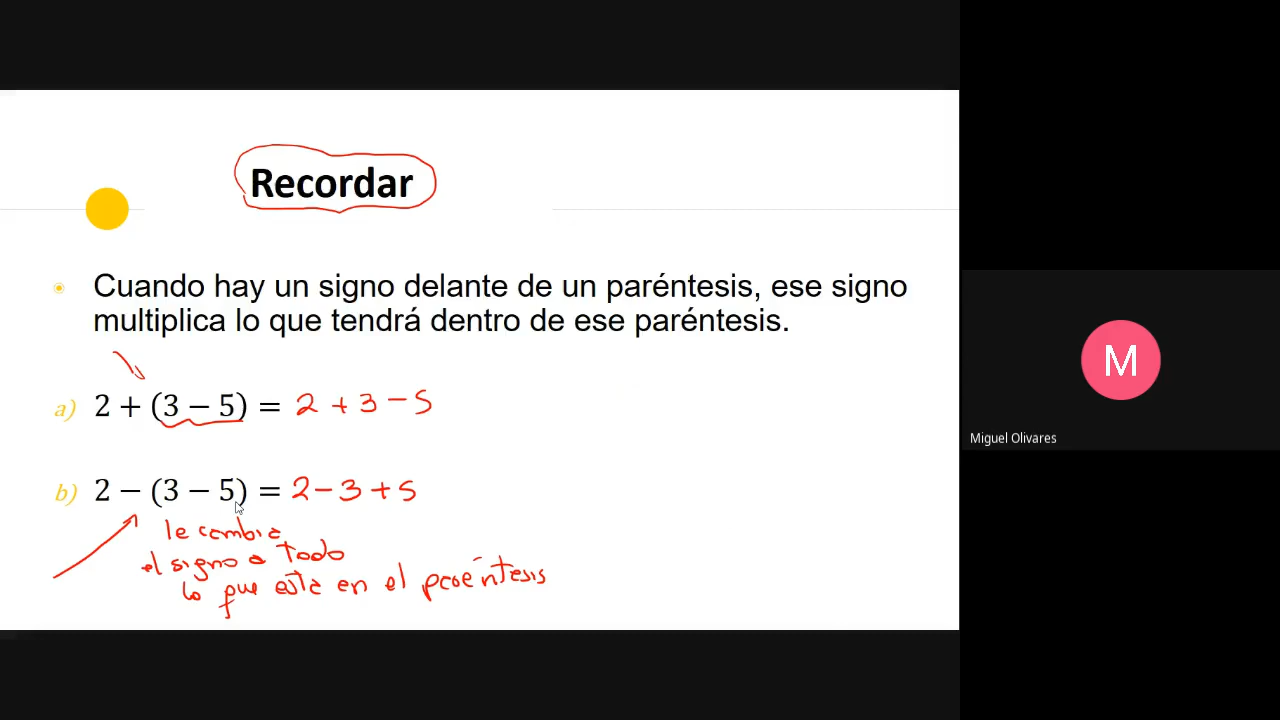 Recordar
Cuando hay un signo delante de un paréntesis, ese signo
multiplica lo que tendrá dentro de ese paréntesis.
a) 2 + (3 − 5) = 2 + 3 − 5
b) 2 − (3 − 5) = 2 − 3 + 5
le cambia
el signo a todo
lo que está en el paréntesis
M
Miguel Olivares